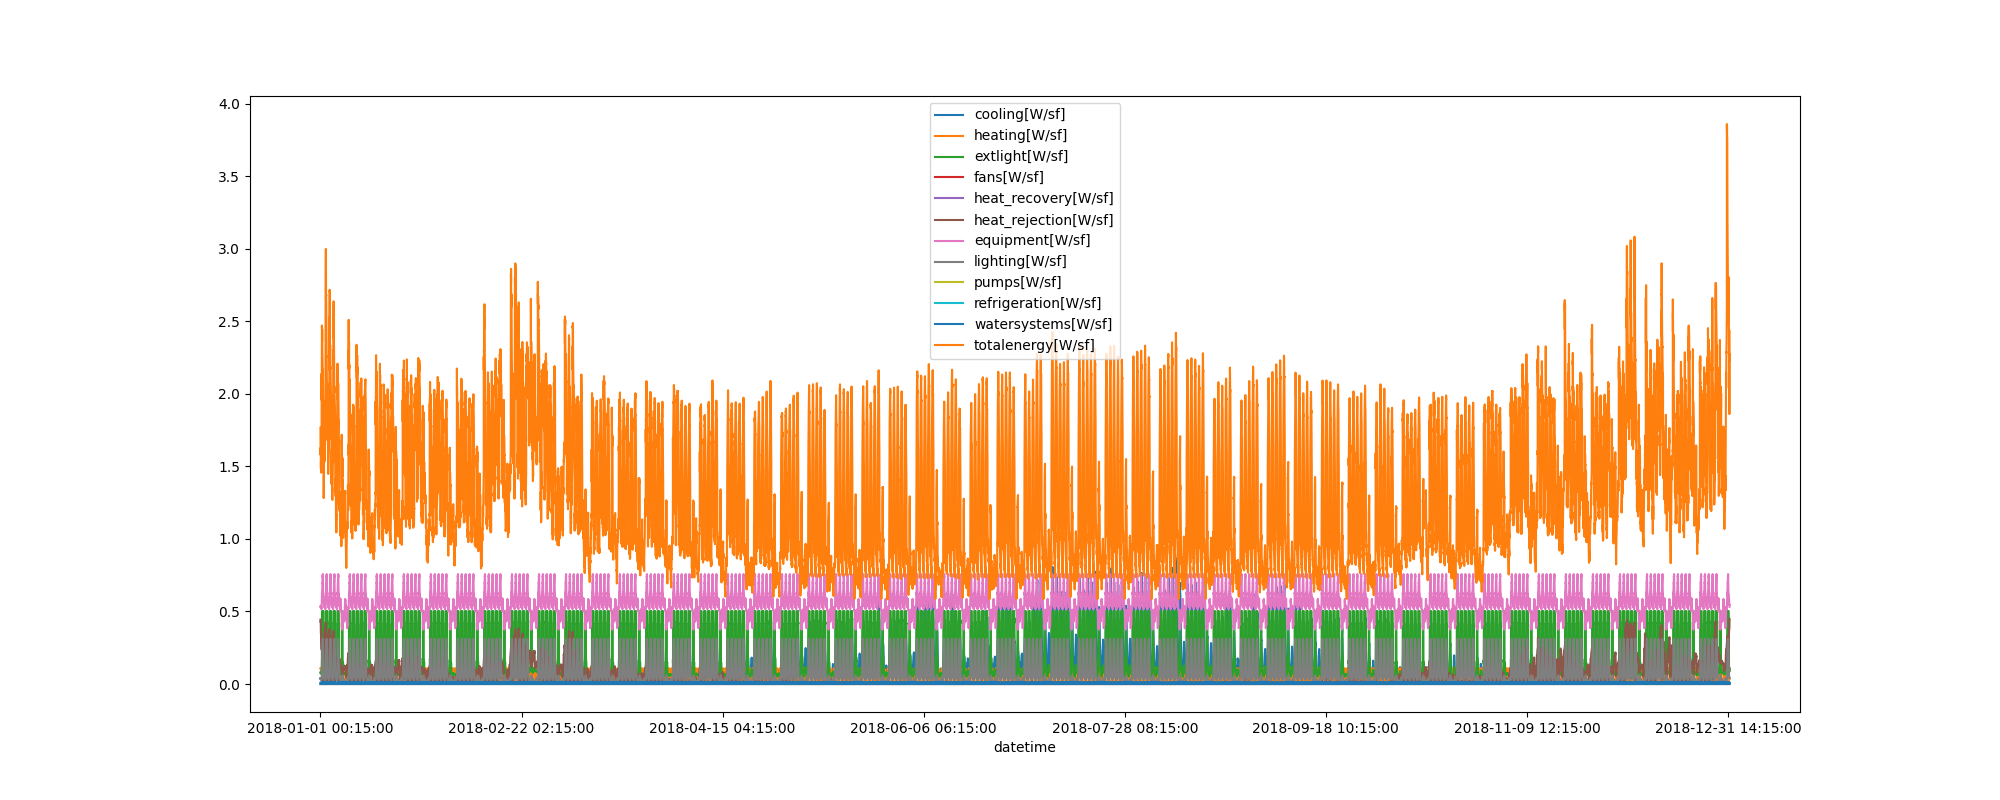 4.0
3.5
3.0
2.5
2.0
1.5
1.0
0.5
0.0
cooling[W/sf]
heating[W/sf]
extlight[W/sf]
fans[W/sf]
heat_recovery[W/sf]
heat_rejection[W/sf]
equipment[W/sf]
lighting[W/sf]
pumps[W/sf]
refrigeration[W/sf]
watersystems[W/sf]
totalenergy[W/sf]
2018-01-01 00:15:00 2018-02-22 02:15:00 2018-04-15 04:15:00 2018-06-06 06:15:00 2018-07-28 08:15:00 2018-09-18 10:15:00 2018-11-09 12:15:00 2018-12-31 14:15:00
datetime